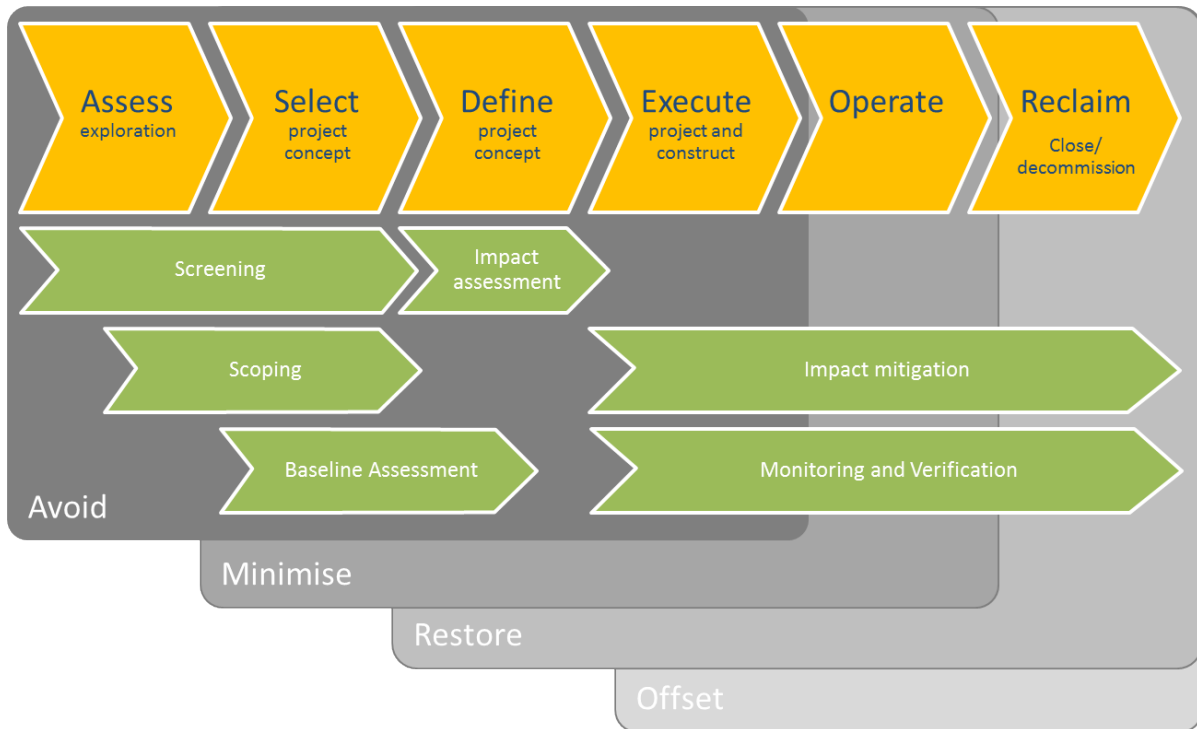 Assess
exploration
Select
project
concept
Define
project
concept
Execute
project and
construct
Operate
Reclaim
Close/
decommission
Screening
Impact
assessment
Scoping
Impact mitigation
Baseline Assessment
Monitoring and Verification
Avoid
Minimise
Restore
Offset